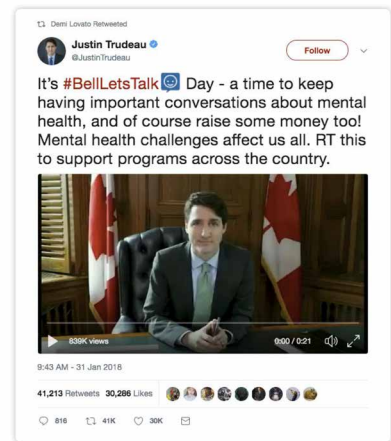 Demi Lovato Retweeted
Justin Trudeau
@JustinTrudeau
Follow
It's #BellLetsTalk Day - a time to keep
having important conversations about mental
health, and of course raise some money too!
Mental health challenges affect us all. RT this
to support programs across the country.
839K views
0:00 / 0:21
9:43 AM - 31 Jan 2018
41,213 Retweets 30,286 Likes
816 41K 30K